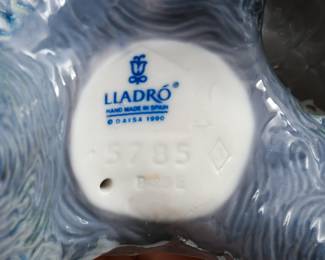 LLADRÓ®
HAND MADE IN SPAIN
© DAISA 1990
5785